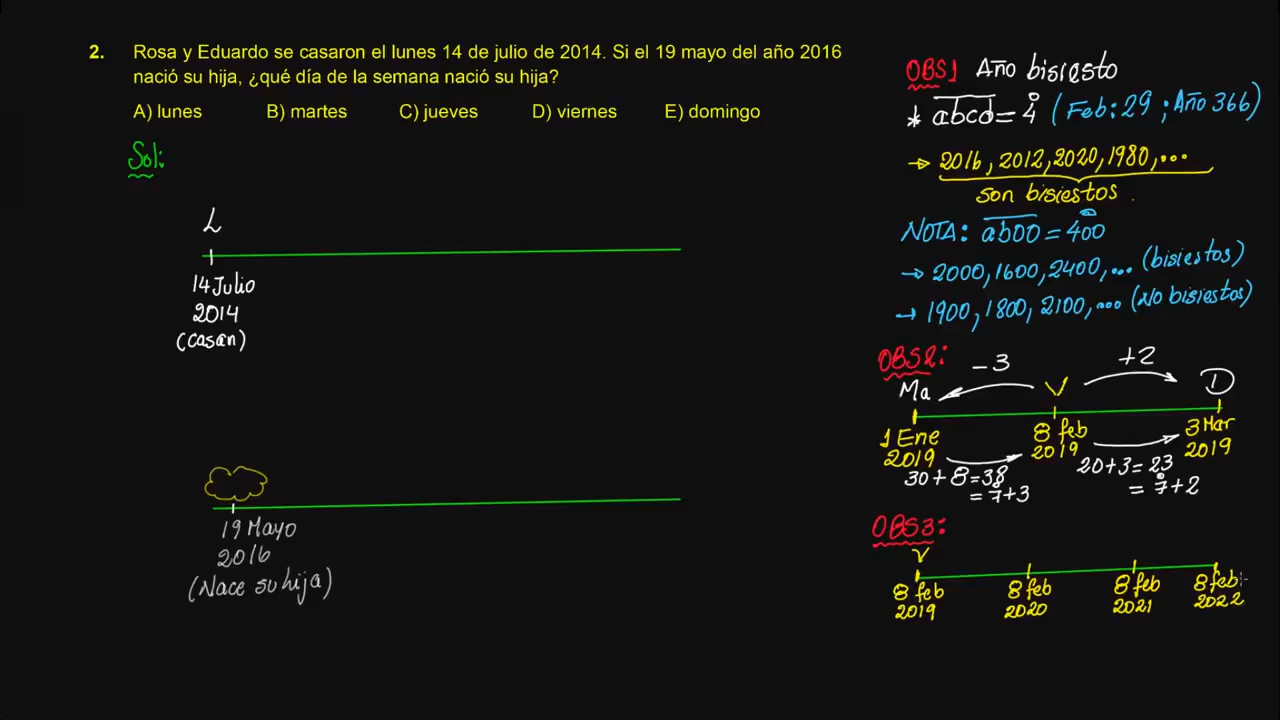 2. Rosa y Eduardo se casaron el lunes 14 de julio de 2014. Si el 19 mayo del año 2016
nació su hija, ¿qué día de la semana nació su hija?
A) lunes B) martes C) jueves D) viernes E) domingo
Sol:
L
14 Julio
2014
(casan)
19 Mayo
2016
(Nace su hija)
OBS1 Año bisiesto
* abcd = 4° (Feb: 29 ; Año 366)
→ 2016, 2012, 2020, 1980, ...
son bisiestos.
NOTA: ab00 = 400°
→ 2000, 1600, 2400, ... (bisiestos)
→ 1900, 1800, 2100, ... (No bisiestos)
OBS2:
-3 +2
Ma V D
1 Ene 8 feb 3 Mar
2019 2019 2019
30 + 8 = 38 20 + 3 = 23
= 7° + 3 = 7° + 2
OBS3:
V
8 feb 8 feb 8 feb 8 feb
2019 2020 2021 2022